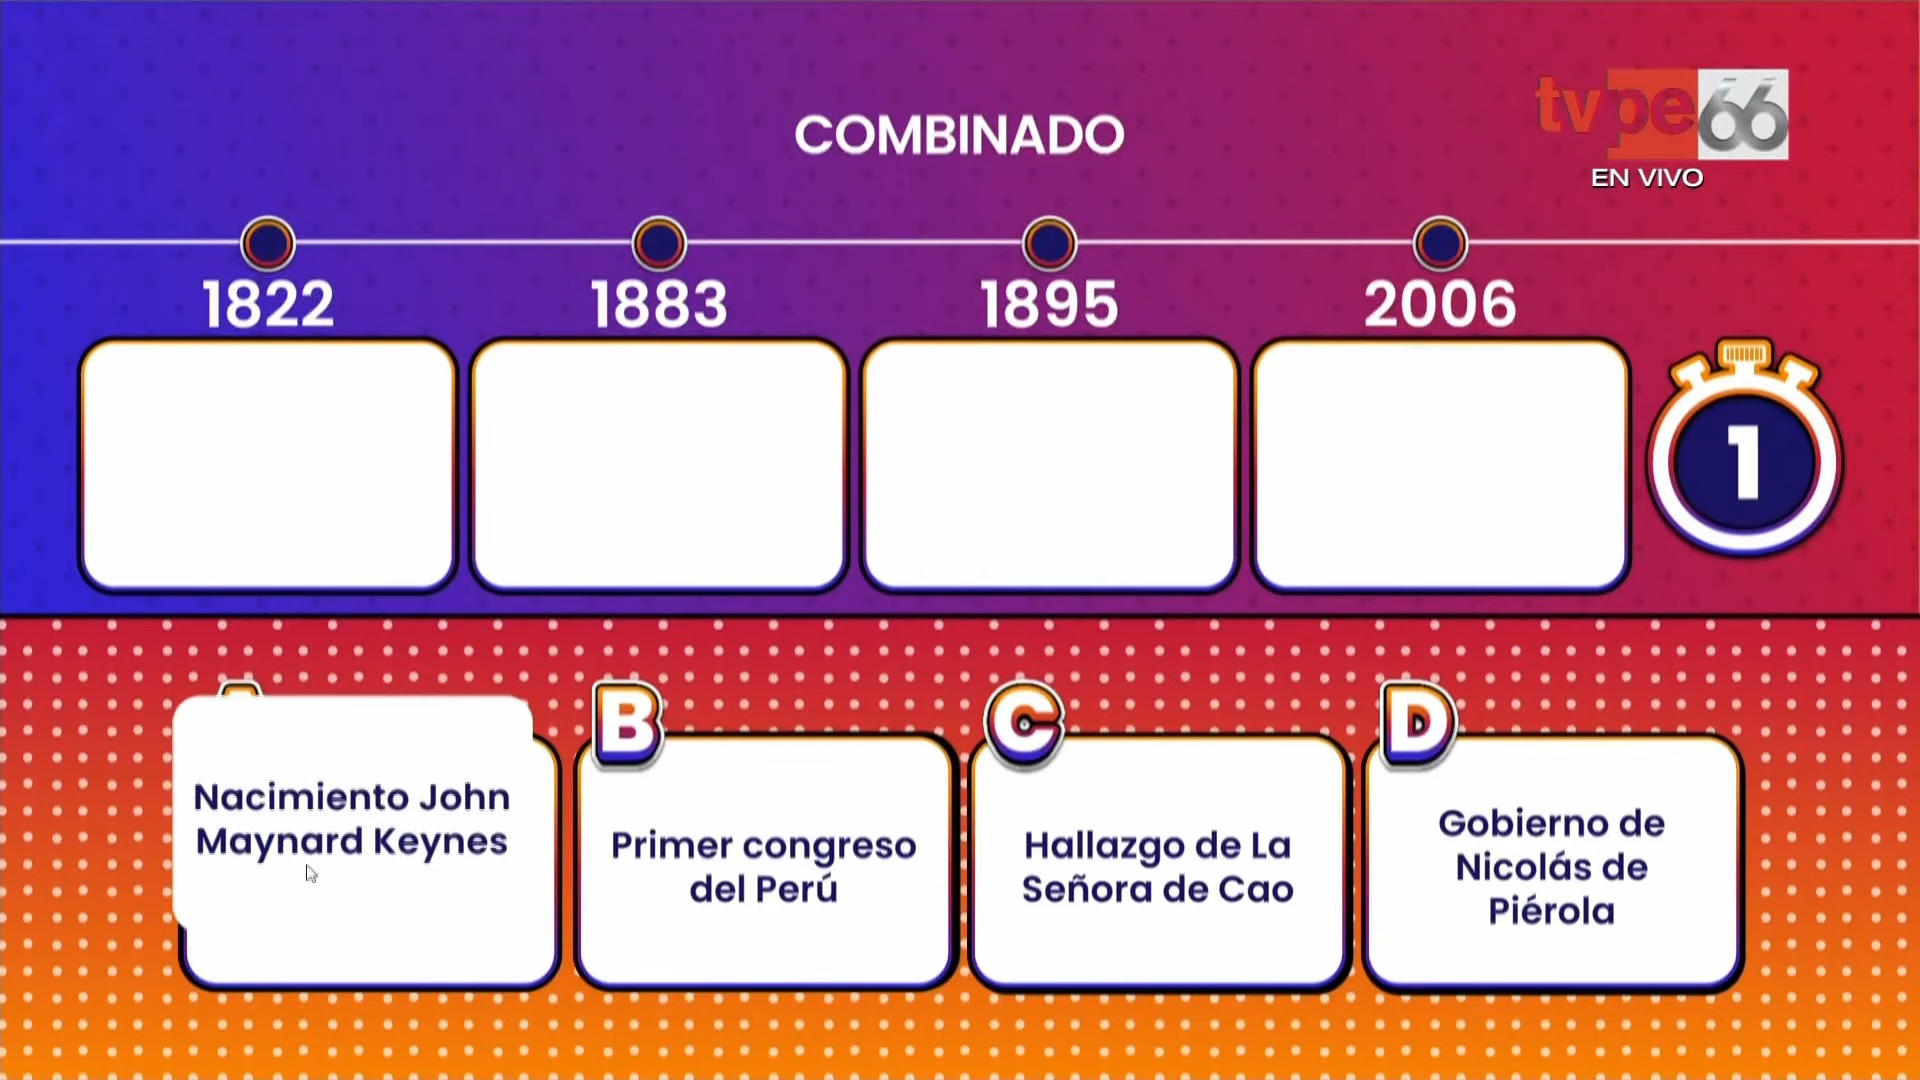 tvpe66
EN VIVO
COMBINADO
1822
1883
1895
2006
1
Nacimiento John
Maynard Keynes
B
Primer congreso
del Perú
C
Hallazgo de La
Señora de Cao
D
Gobierno de
Nicolás de
Piérola